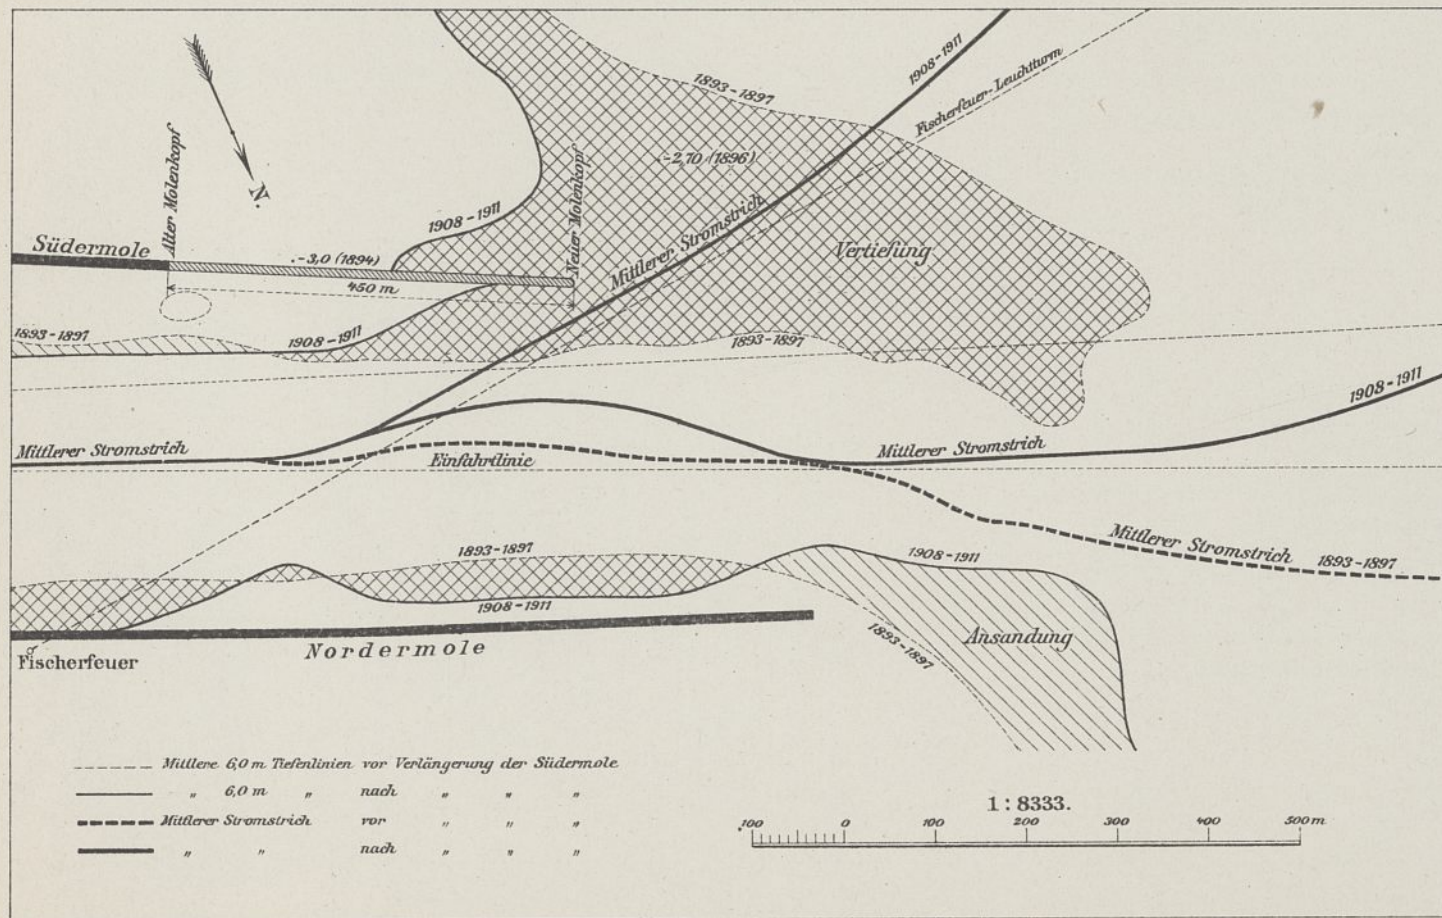 1893-1897
1908-1911
Fischerfeuer-Leuchtturm
-2,70 (1896)
N.
Alter Molenkopf
Neuer Molenkopf
1908-1911
Mittlerer Stromstrich
Vertiefung
Südermole
-3,0 (1894)
450 m
1893-1897
1908-1911
1893-1897
1908-1911
Mittlerer Stromstrich
Einfahrtlinie
Mittlerer Stromstrich
Mittlerer Stromstrich 1893-1897
1893-1897
1908-1911
1908-1911
1893-1897
Ansandung
Nordermole
Fischerfeuer
Mittlere 6,0 m Tiefenlinien vor Verlängerung der Südermole
" 6,0 m " nach " " "
Mittlerer Stromstrich vor " " "
" " nach " " "
1 : 8333.
100 0 100 200 300 400 500 m